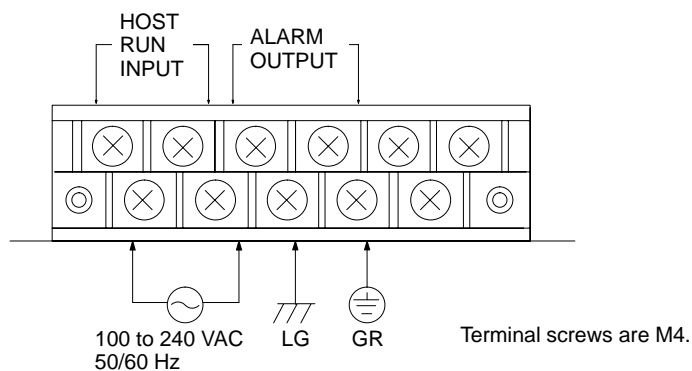 HOST
RUN
INPUT
ALARM
OUTPUT
100 to 240 VAC
50/60 Hz
LG
GR
Terminal screws are M4.